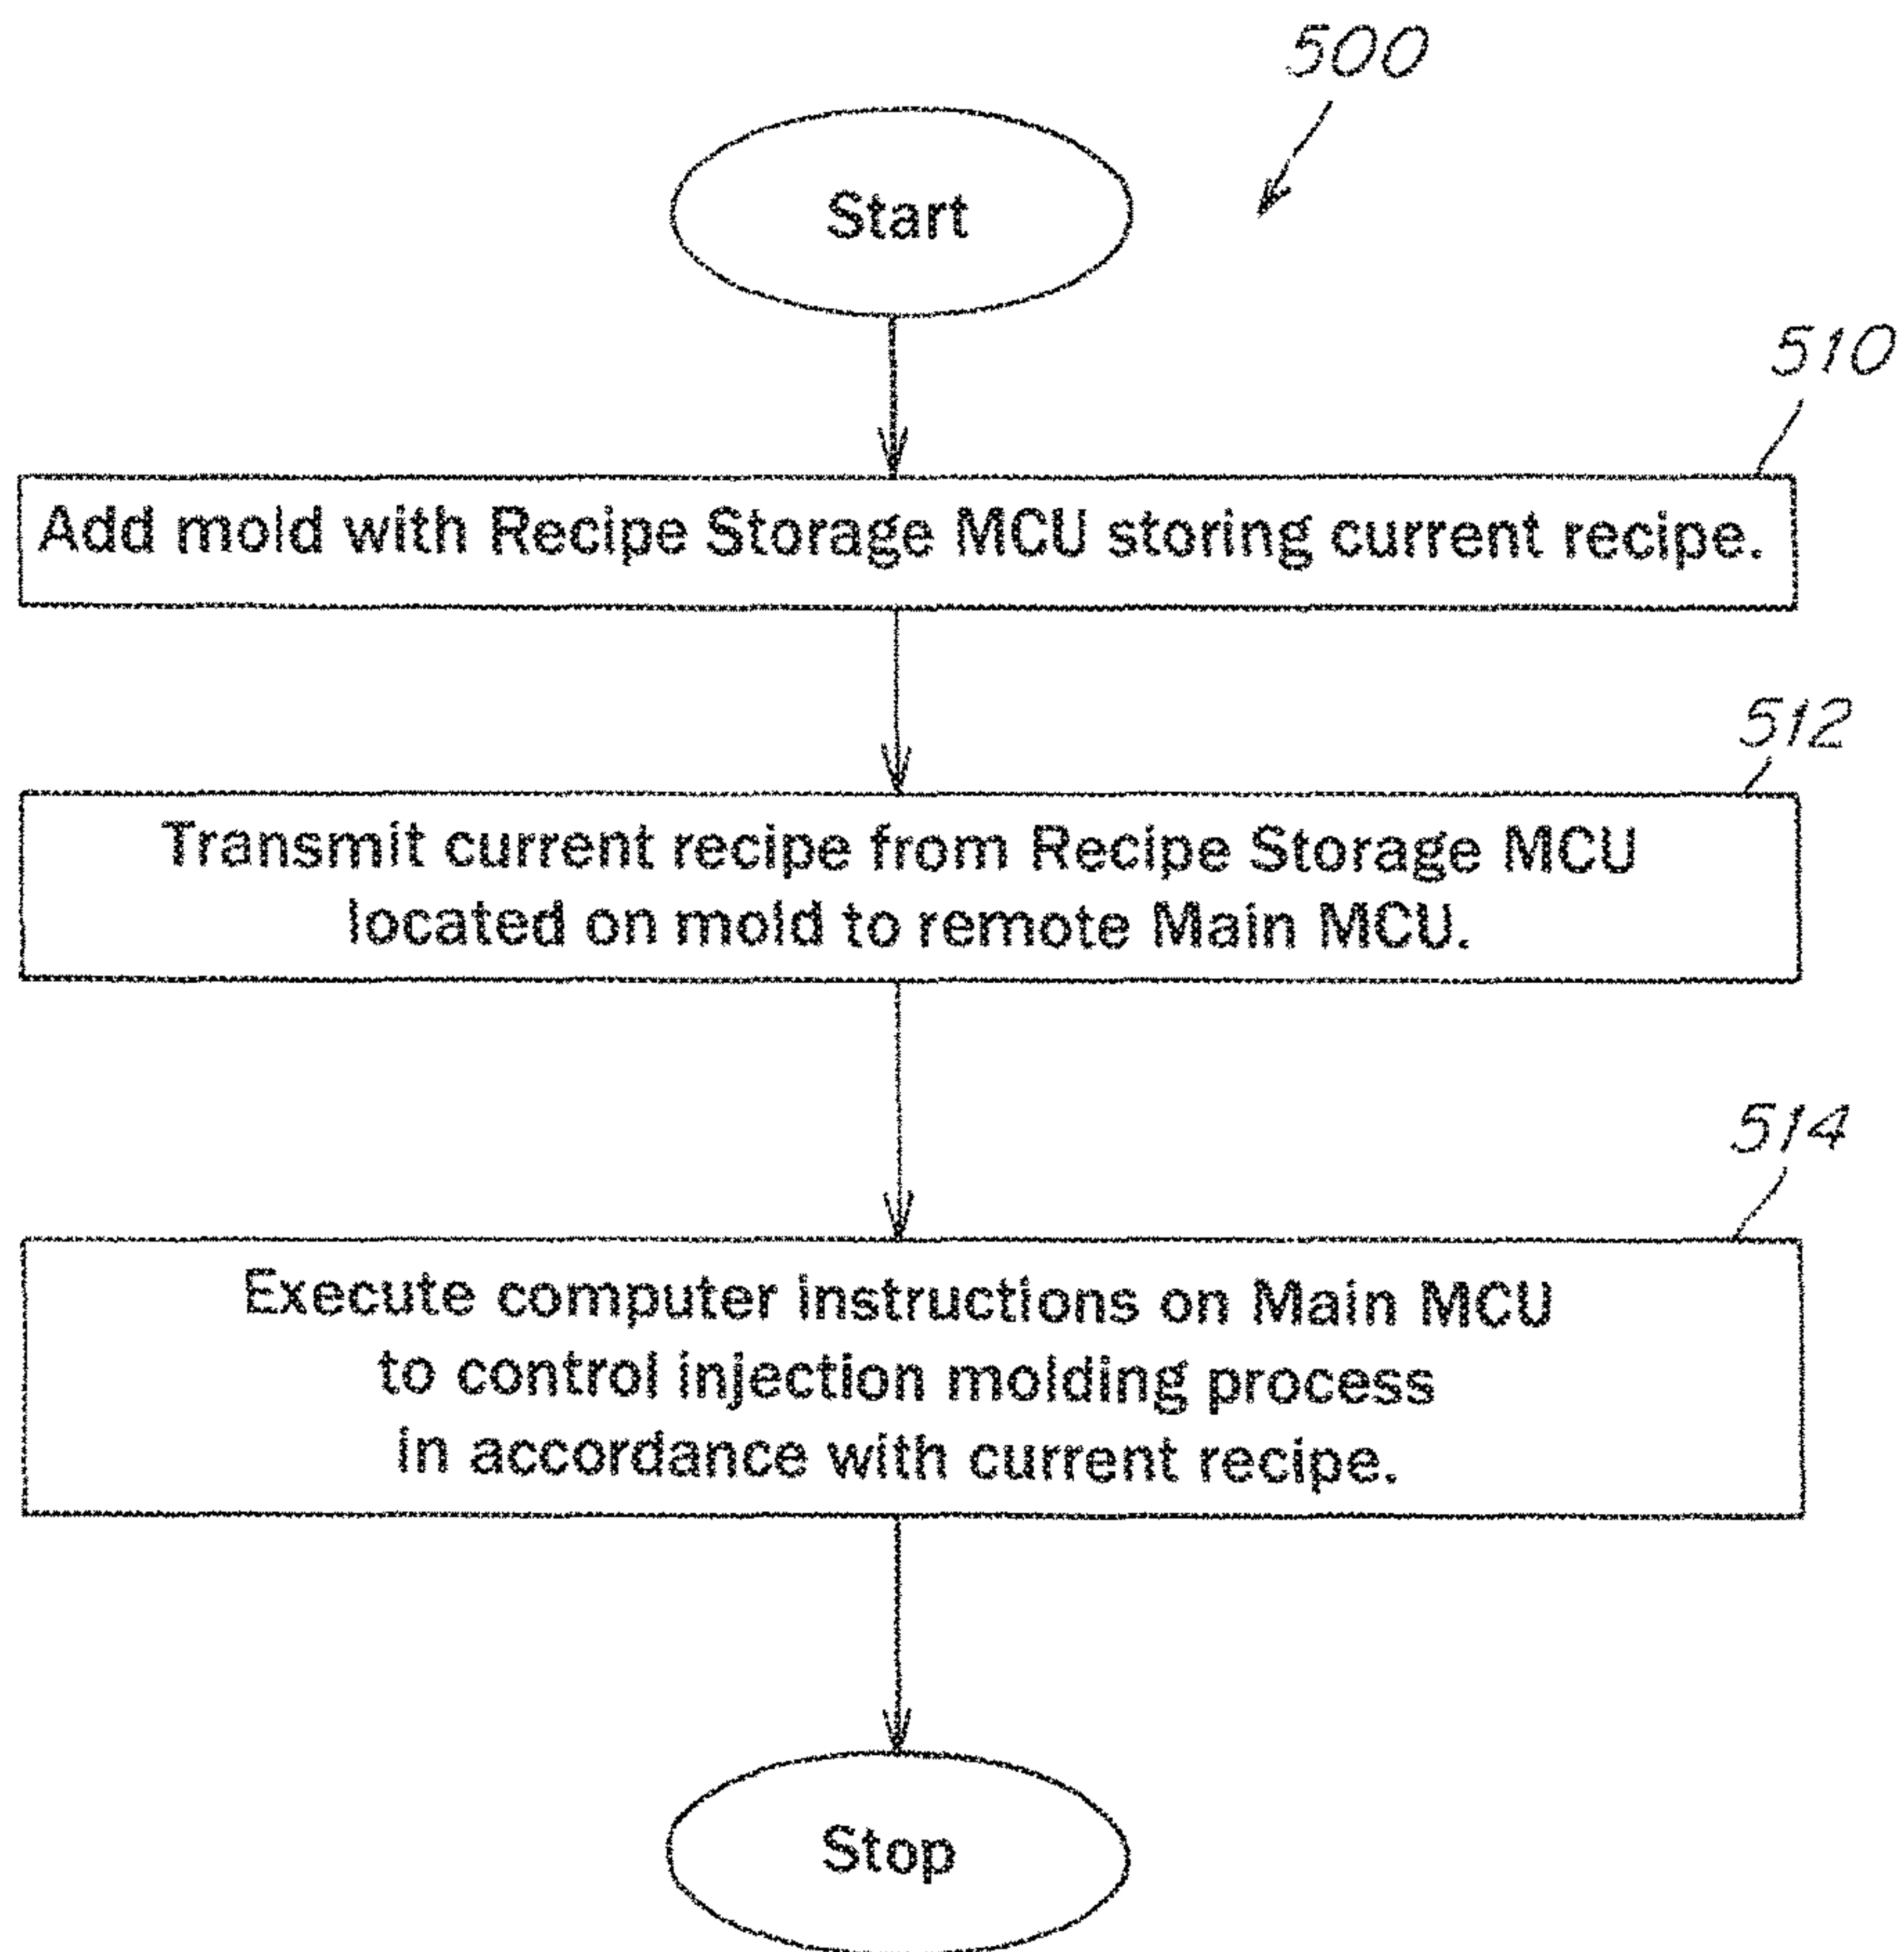 500
Start
510
Add mold with Recipe Storage MCU storing current recipe.
512
Transmit current recipe from Recipe Storage MCU
located on mold to remote Main MCU.
514
Execute computer instructions on Main MCU
to control injection molding process
in accordance with current recipe.
Stop